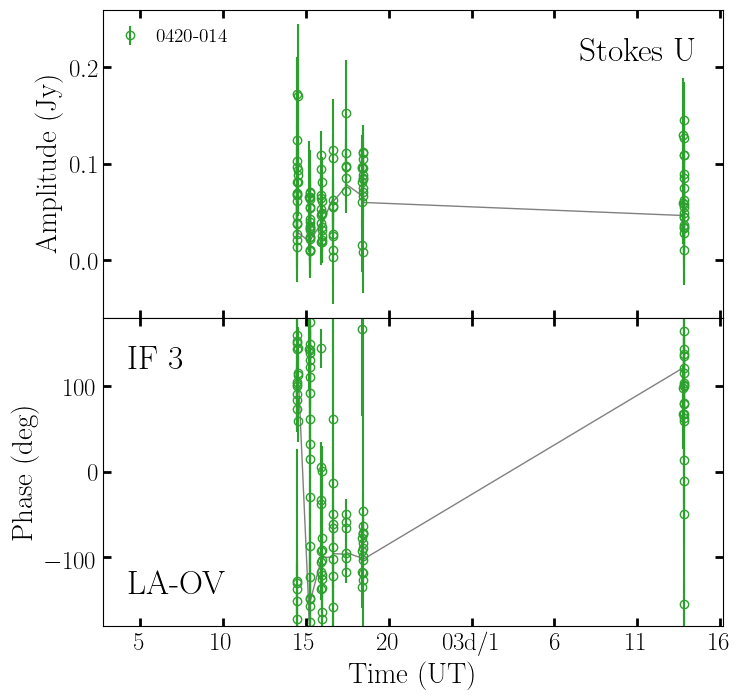 0420-014
Stokes U
0.2
0.1
0.0
Amplitude (Jy)
IF 3
100
0
−100
Phase (deg)
LA-OV
5 10 15 20 03d/1 6 11 16
Time (UT)